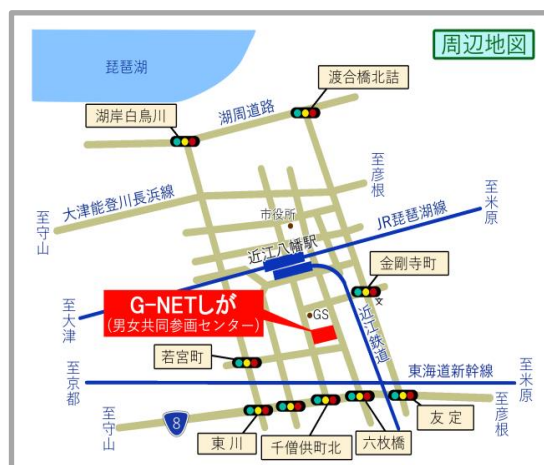 周辺地図
琵琶湖
渡合橋北詰
湖岸白鳥川
湖周道路
至彦根
大津能登川長浜線
至守山
市役所
至米原
JR琵琶湖線
近江八幡駅
金剛寺町
文
G-NETしが
(男女共同参画センター)
GS
至大津
近江鉄道
若宮町
至京都
東海道新幹線
至米原
至守山
8
東川
千僧供町北
六枚橋
友定
至彦根